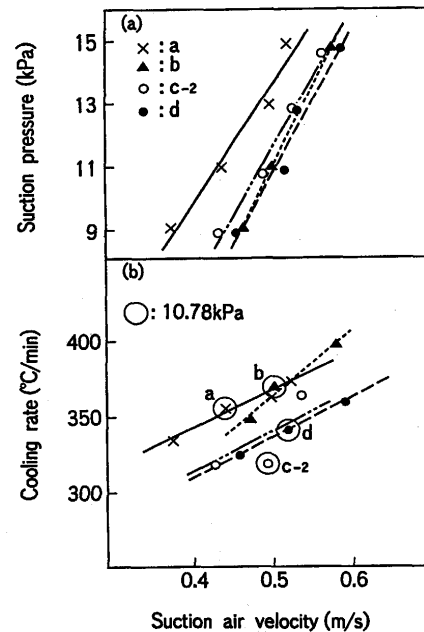 (a)
× : a
▲ : b
○ : c-2
● : d
15
13
11
9
Suction pressure (kPa)
(b)
◯: 10.78kPa
400
350
300
a
b
d
c-2
Cooling rate (°C/min)
0.4 0.5 0.6
Suction air velocity (m/s)